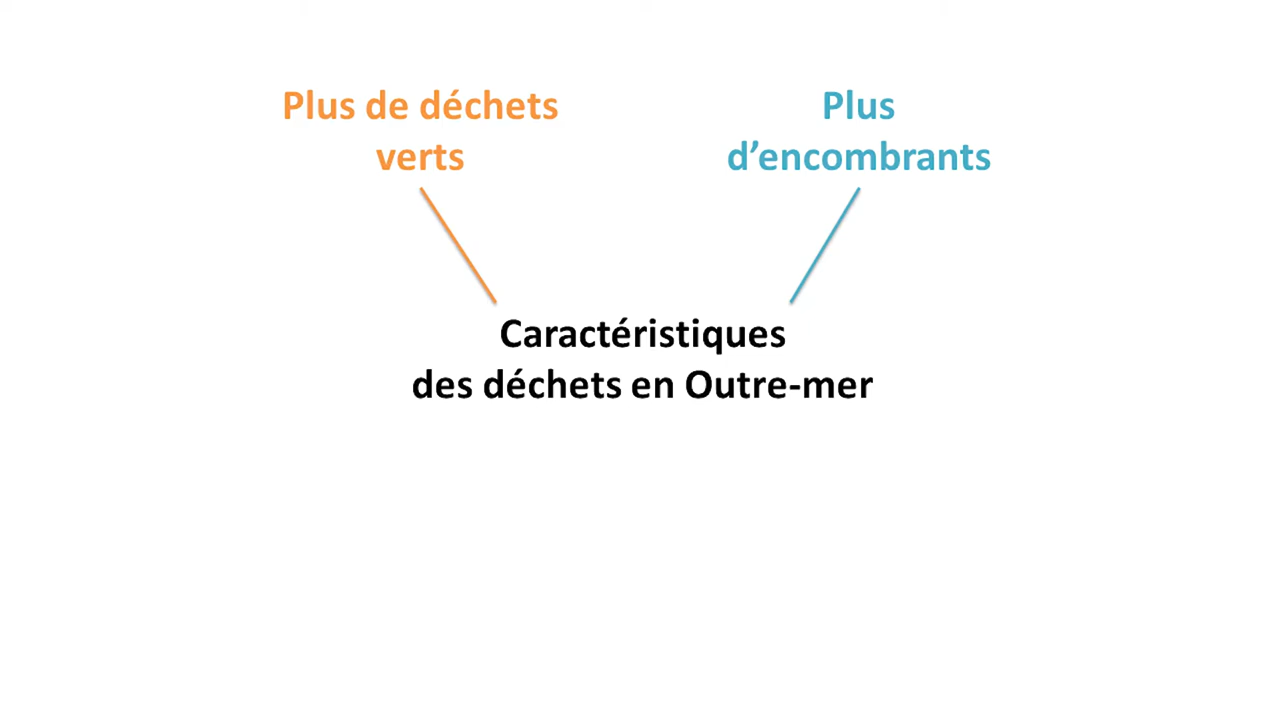 Plus de déchets
verts
Plus
d’encombrants
Caractéristiques
des déchets en Outre-mer